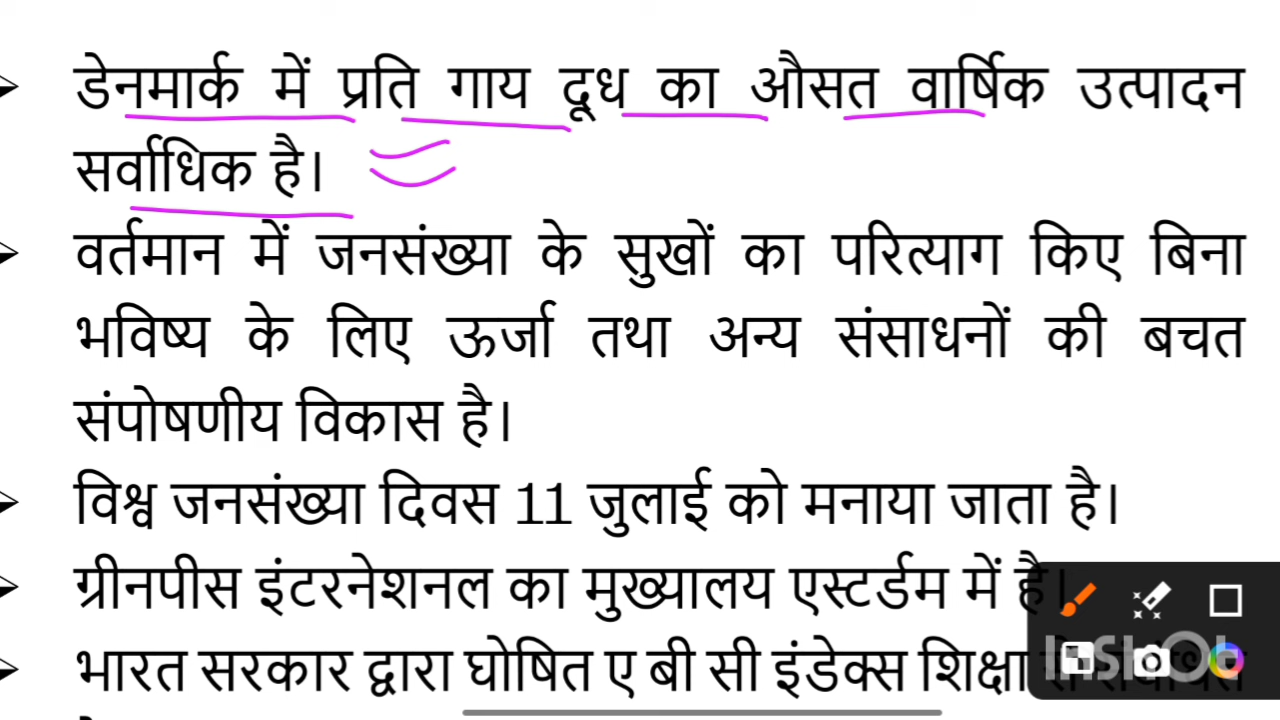 डेनमार्क में प्रति गाय दूध का औसत वार्षिक उत्पादन
सर्वाधिक है।
वर्तमान में जनसंख्या के सुखों का परित्याग किए बिना
भविष्य के लिए ऊर्जा तथा अन्य संसाधनों की बचत
संपोषणीय विकास है।
विश्व जनसंख्या दिवस 11 जुलाई को मनाया जाता है।
ग्रीनपीस इंटरनेशनल का मुख्यालय एस्टर्डम में है।
भारत सरकार द्वारा घोषित ए बी सी इंडेक्स शिक्षा
InShOt